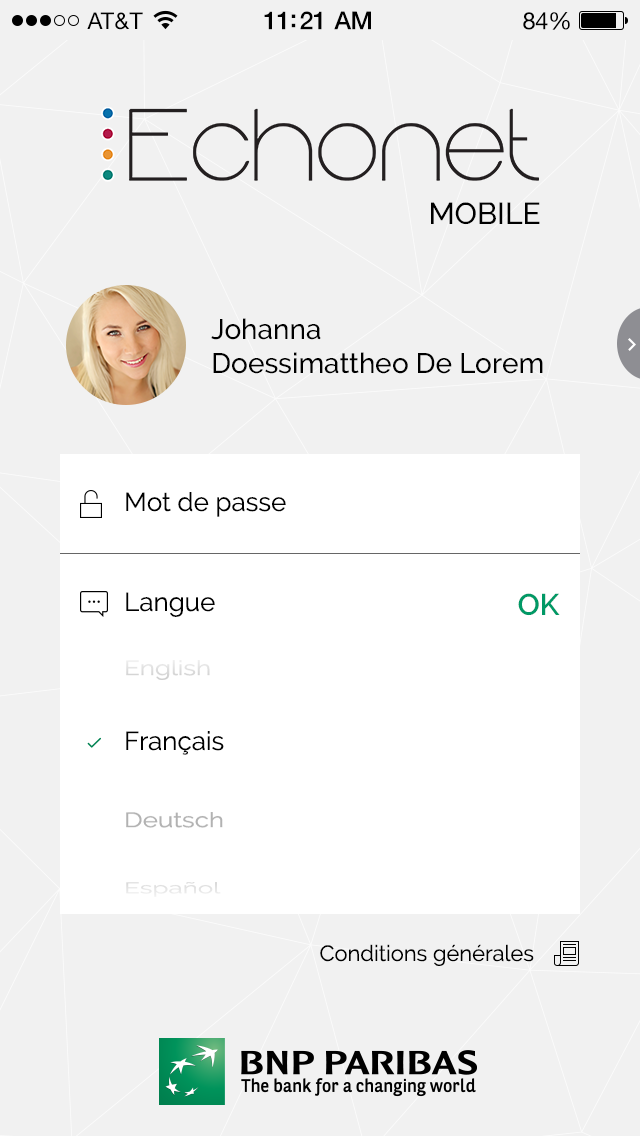 AT&T 11:21 AM 84%
Echonet
MOBILE
Johanna
Doessimattheo De Lorem
Mot de passe
Langue OK
English
Français
Deutsch
Español
Conditions générales
BNP PARIBAS
The bank for a changing world